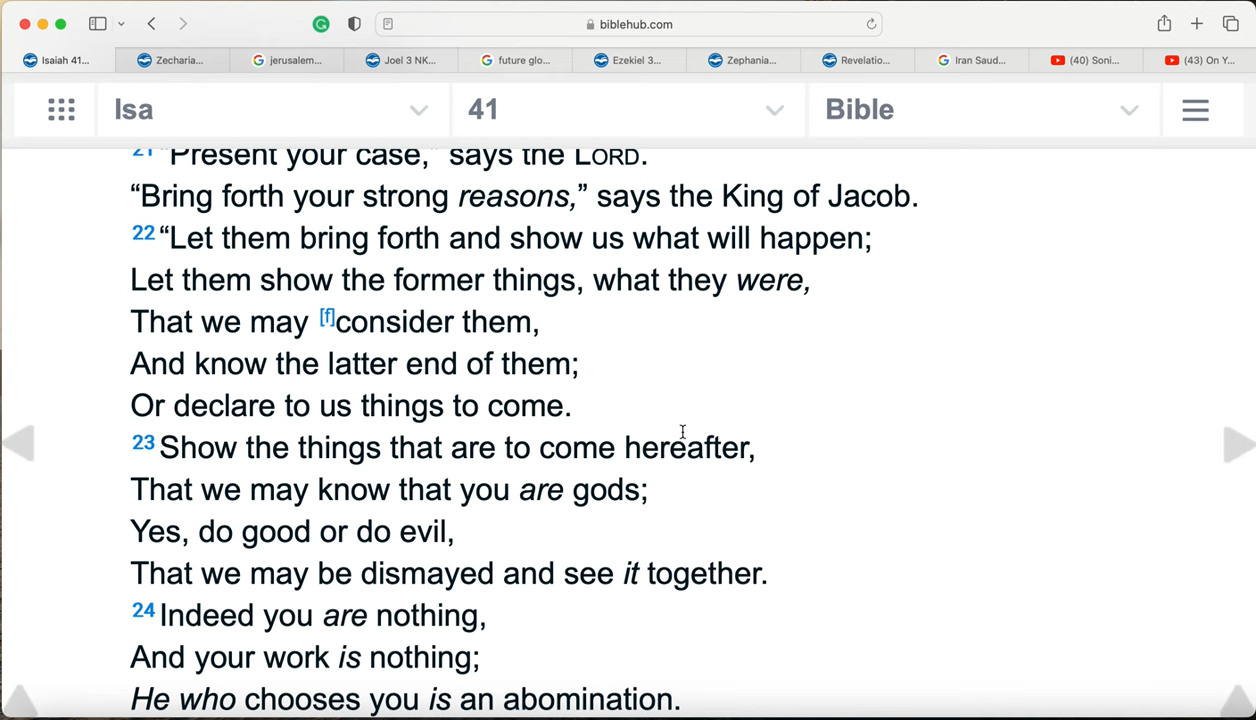 biblehub.com
Isaiah 41...
Zecharia...
jerusalem...
Joel 3 NK...
future glo...
Ezekiel 3...
Zephania...
Revelatio...
Iran Saud...
(40) Soni...
(43) On Y...
Isa
41
Bible
21 “Present your case,” says the LORD.
“Bring forth your strong reasons,” says the King of Jacob.
22 “Let them bring forth and show us what will happen;
Let them show the former things, what they were,
That we may [f]consider them,
And know the latter end of them;
Or declare to us things to come.
23 Show the things that are to come hereafter,
That we may know that you are gods;
Yes, do good or do evil,
That we may be dismayed and see it together.
24 Indeed you are nothing,
And your work is nothing;
He who chooses you is an abomination.